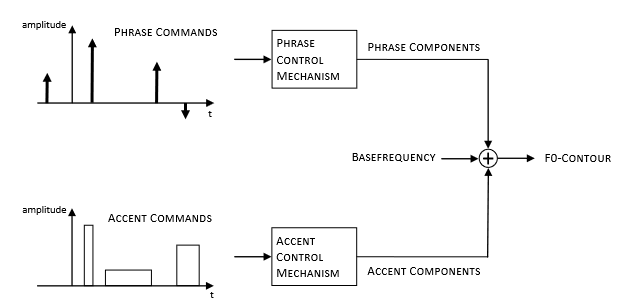 amplitude
PHRASE COMMANDS
t
PHRASE
CONTROL
MECHANISM
PHRASE COMPONENTS
BASEFREQUENCY
+
F0-CONTOUR
amplitude
ACCENT COMMANDS
t
ACCENT
CONTROL
MECHANISM
ACCENT COMPONENTS